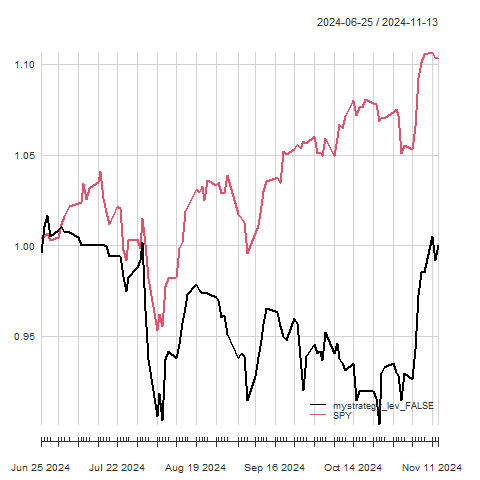 2024-06-25 / 2024-11-13
1.10
1.05
1.00
0.95
mystrategy_lev_FALSE
SPY
Jun 25 2024 Jul 22 2024 Aug 19 2024 Sep 16 2024 Oct 14 2024 Nov 11 2024